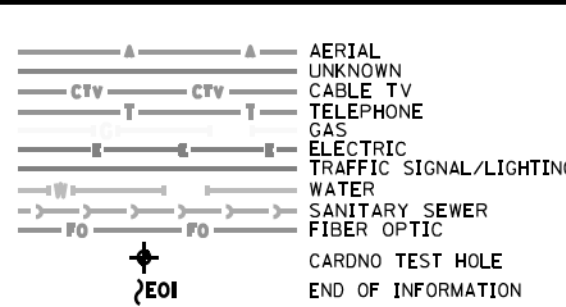 A A AERIAL
UNKNOWN
CTV CTV CABLE TV
T T TELEPHONE
G GAS
E E E ELECTRIC
TRAFFIC SIGNAL/LIGHTING
W WATER
SANITARY SEWER
FO FO FIBER OPTIC
CARDNO TEST HOLE
EOI END OF INFORMATION